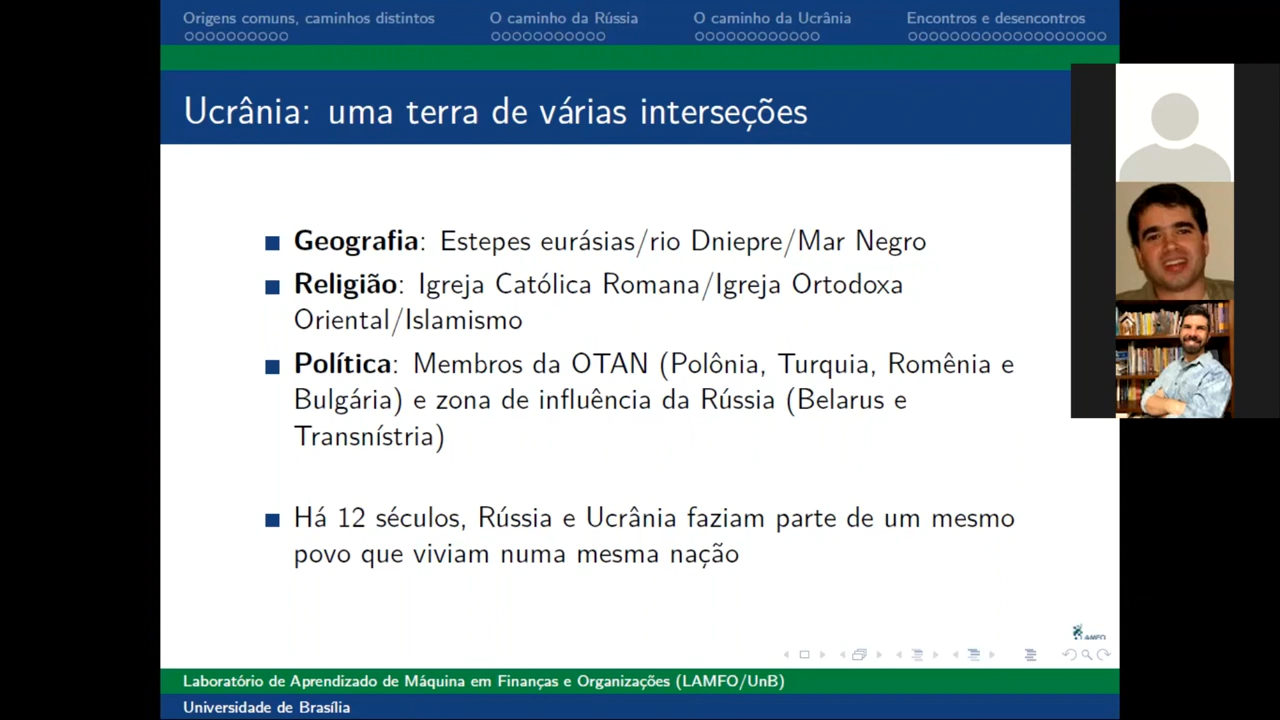 Origens comuns, caminhos distintos
O caminho da Rússia
O caminho da Ucrânia
Encontros e desencontros
Ucrânia: uma terra de várias interseções
Geografia: Estepes eurásias/rio Dniepre/Mar Negro
Religião: Igreja Católica Romana/Igreja Ortodoxa
Oriental/Islamismo
Política: Membros da OTAN (Polônia, Turquia, Romênia e
Bulgária) e zona de influência da Rússia (Belarus e
Transnístria)
Há 12 séculos, Rússia e Ucrânia faziam parte de um mesmo
povo que viviam numa mesma nação
LAMFO
Laboratório de Aprendizado de Máquina em Finanças e Organizações (LAMFO/UnB)
Universidade de Brasília